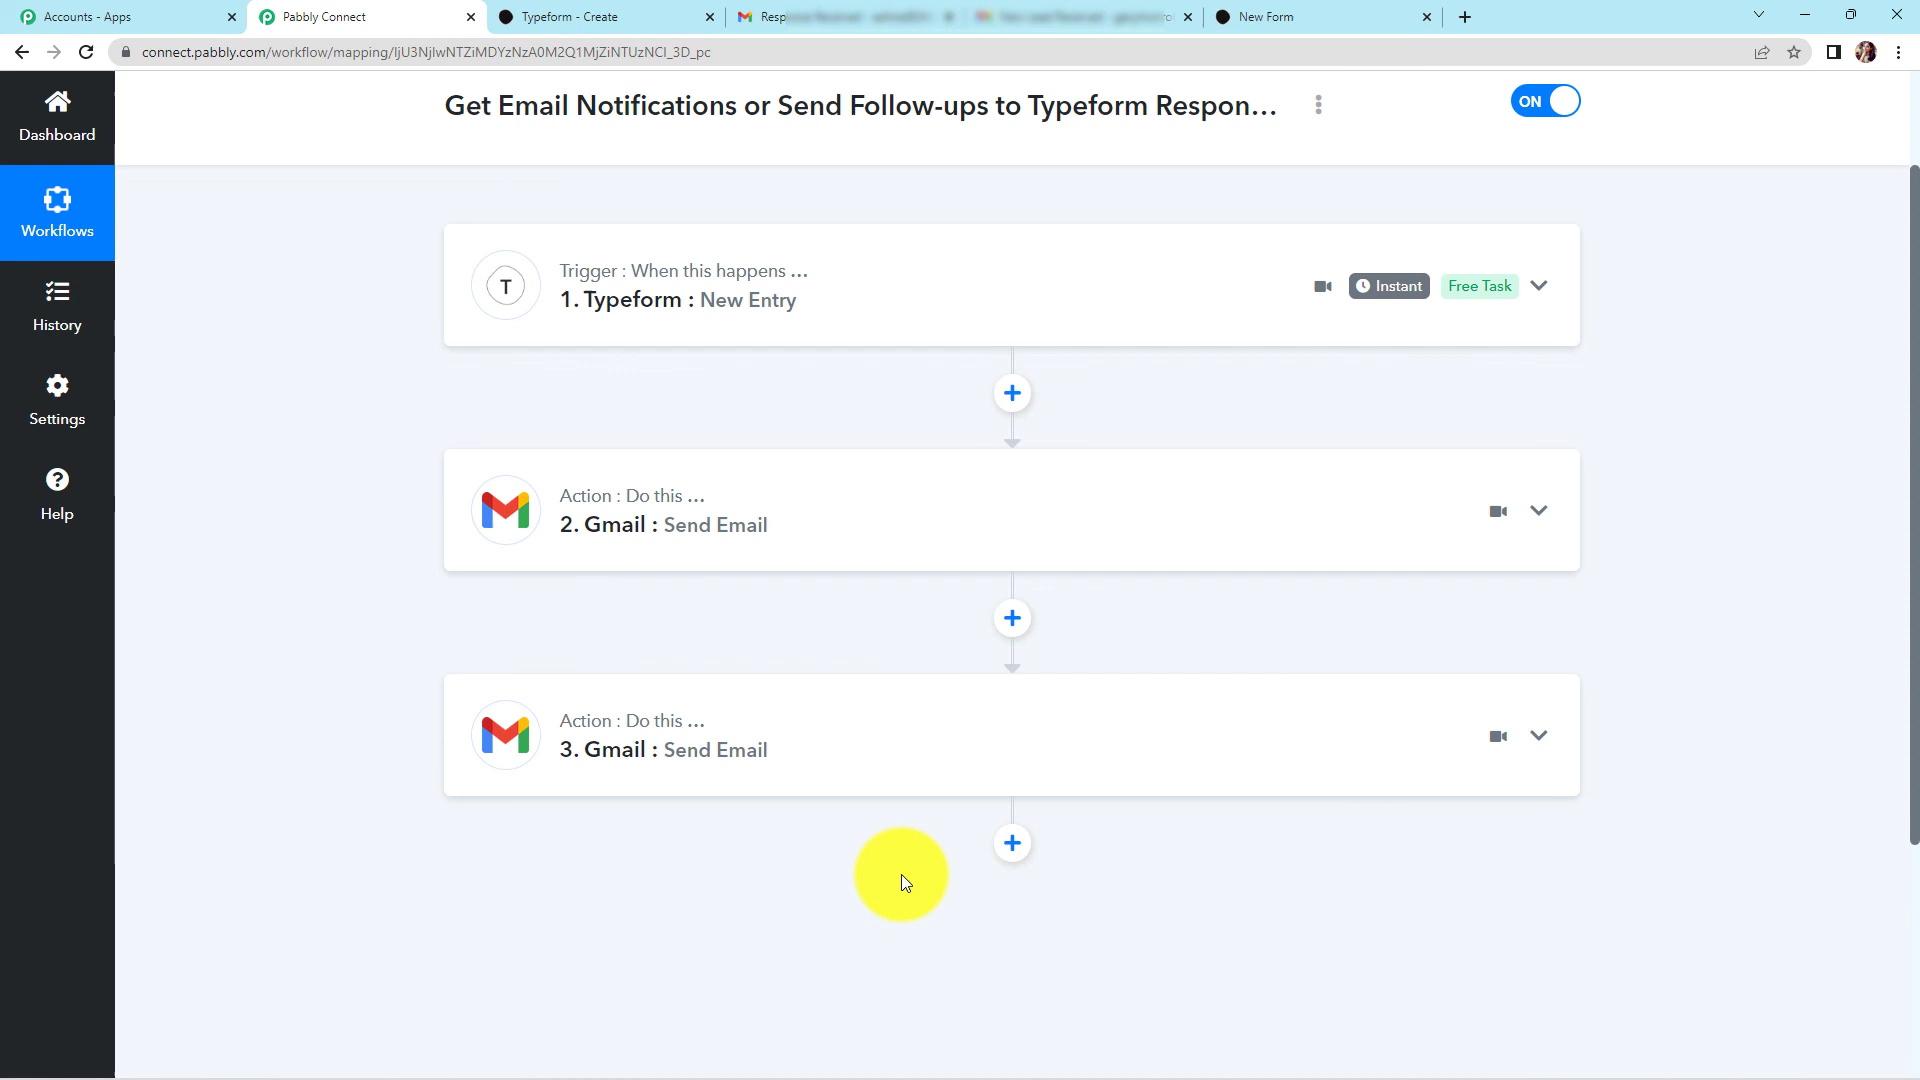 Accounts - Apps
Pabbly Connect
Typeform - Create
New Form
connect.pabbly.com/workflow/mapping/IjU3NjIwNTZiMDYzNzA0M2Q1MjZiNTUzNCI_3D_pc
Dashboard
Workflows
History
Settings
Help
Get Email Notifications or Send Follow-ups to Typeform Respon...
ON
Trigger : When this happens ...
1. Typeform : New Entry
T
Instant
Free Task
Action : Do this ...
2. Gmail : Send Email
Action : Do this ...
3. Gmail : Send Email